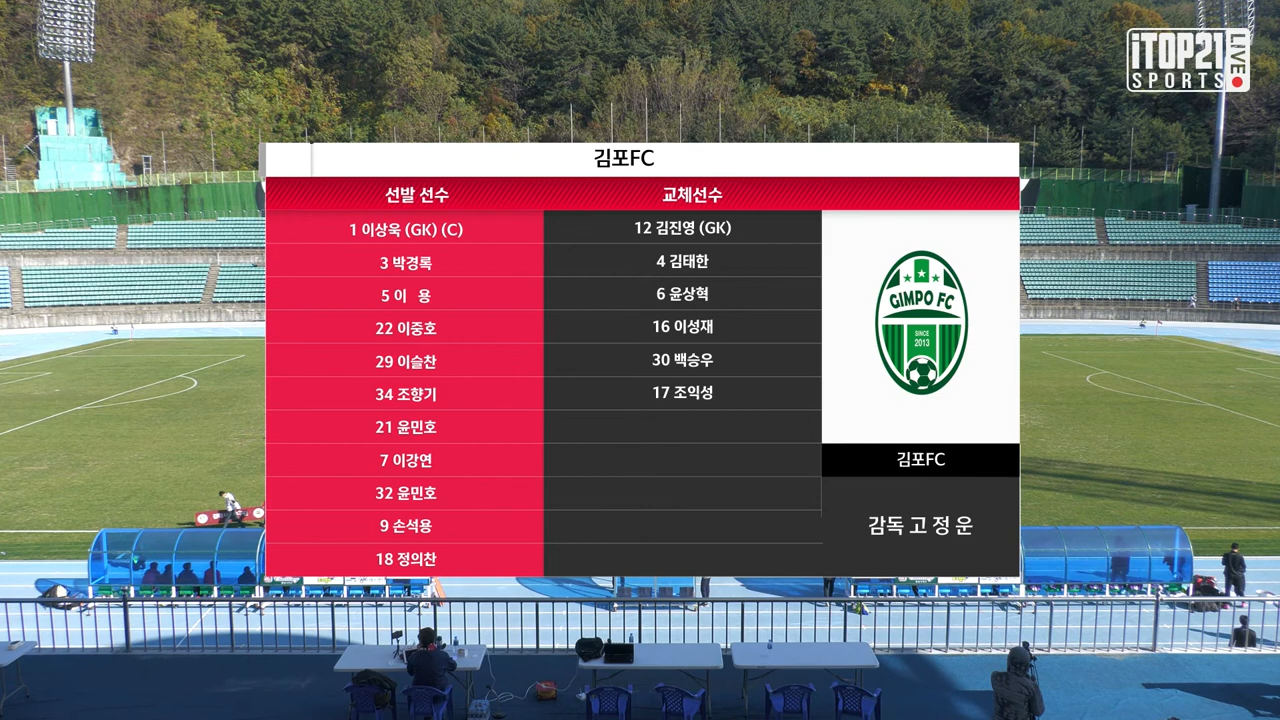 iTOP21
SPORTS
LIVE
김포FC
선발 선수
교체선수
1 이상욱 (GK) (C)
12 김진영 (GK)
3 박경록
4 김태한
5 이 용
6 윤상혁
22 이중호
16 이성재
29 이슬찬
30 백승우
34 조향기
17 조익성
21 윤민호
7 이강연
32 윤민호
9 손석용
18 정의찬
GIMPO FC
SINCE
2013
김포FC
감독 고 정 운